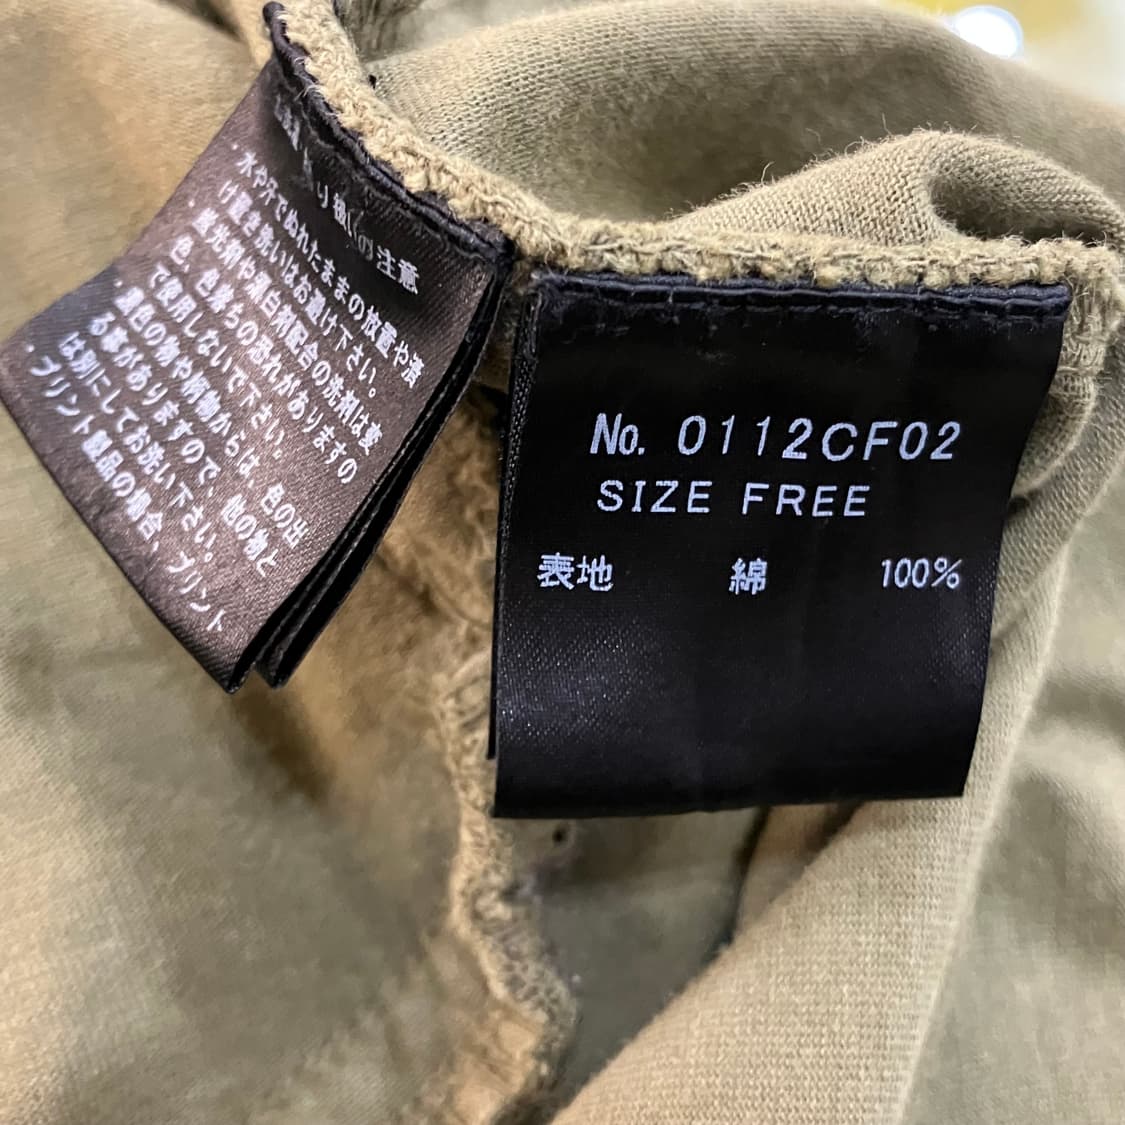 り扱いの注意
・水や汗でぬれたままの放置や漬
け置き洗いはお避け下さい。
・蛍光剤や漂白剤配合の洗剤は変
色、色落ちの恐れがありますの
で使用しないで下さい。
・濃色の物や柄物からは、色の出
る事がありますので、他の物と
は別にしてお洗い下さい。
・プリント製品の場合、プリント
No. 0112CF02
SIZE FREE
表地 綿 100%